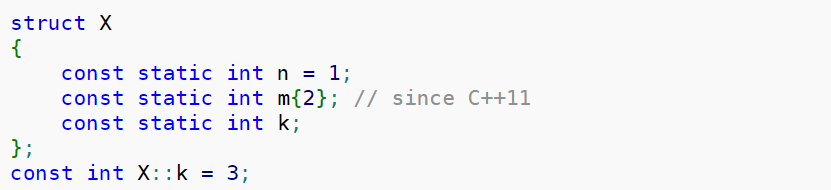 struct X
{
    const static int n = 1;
    const static int m{2}; // since C++11
    const static int k;
};
const int X::k = 3;